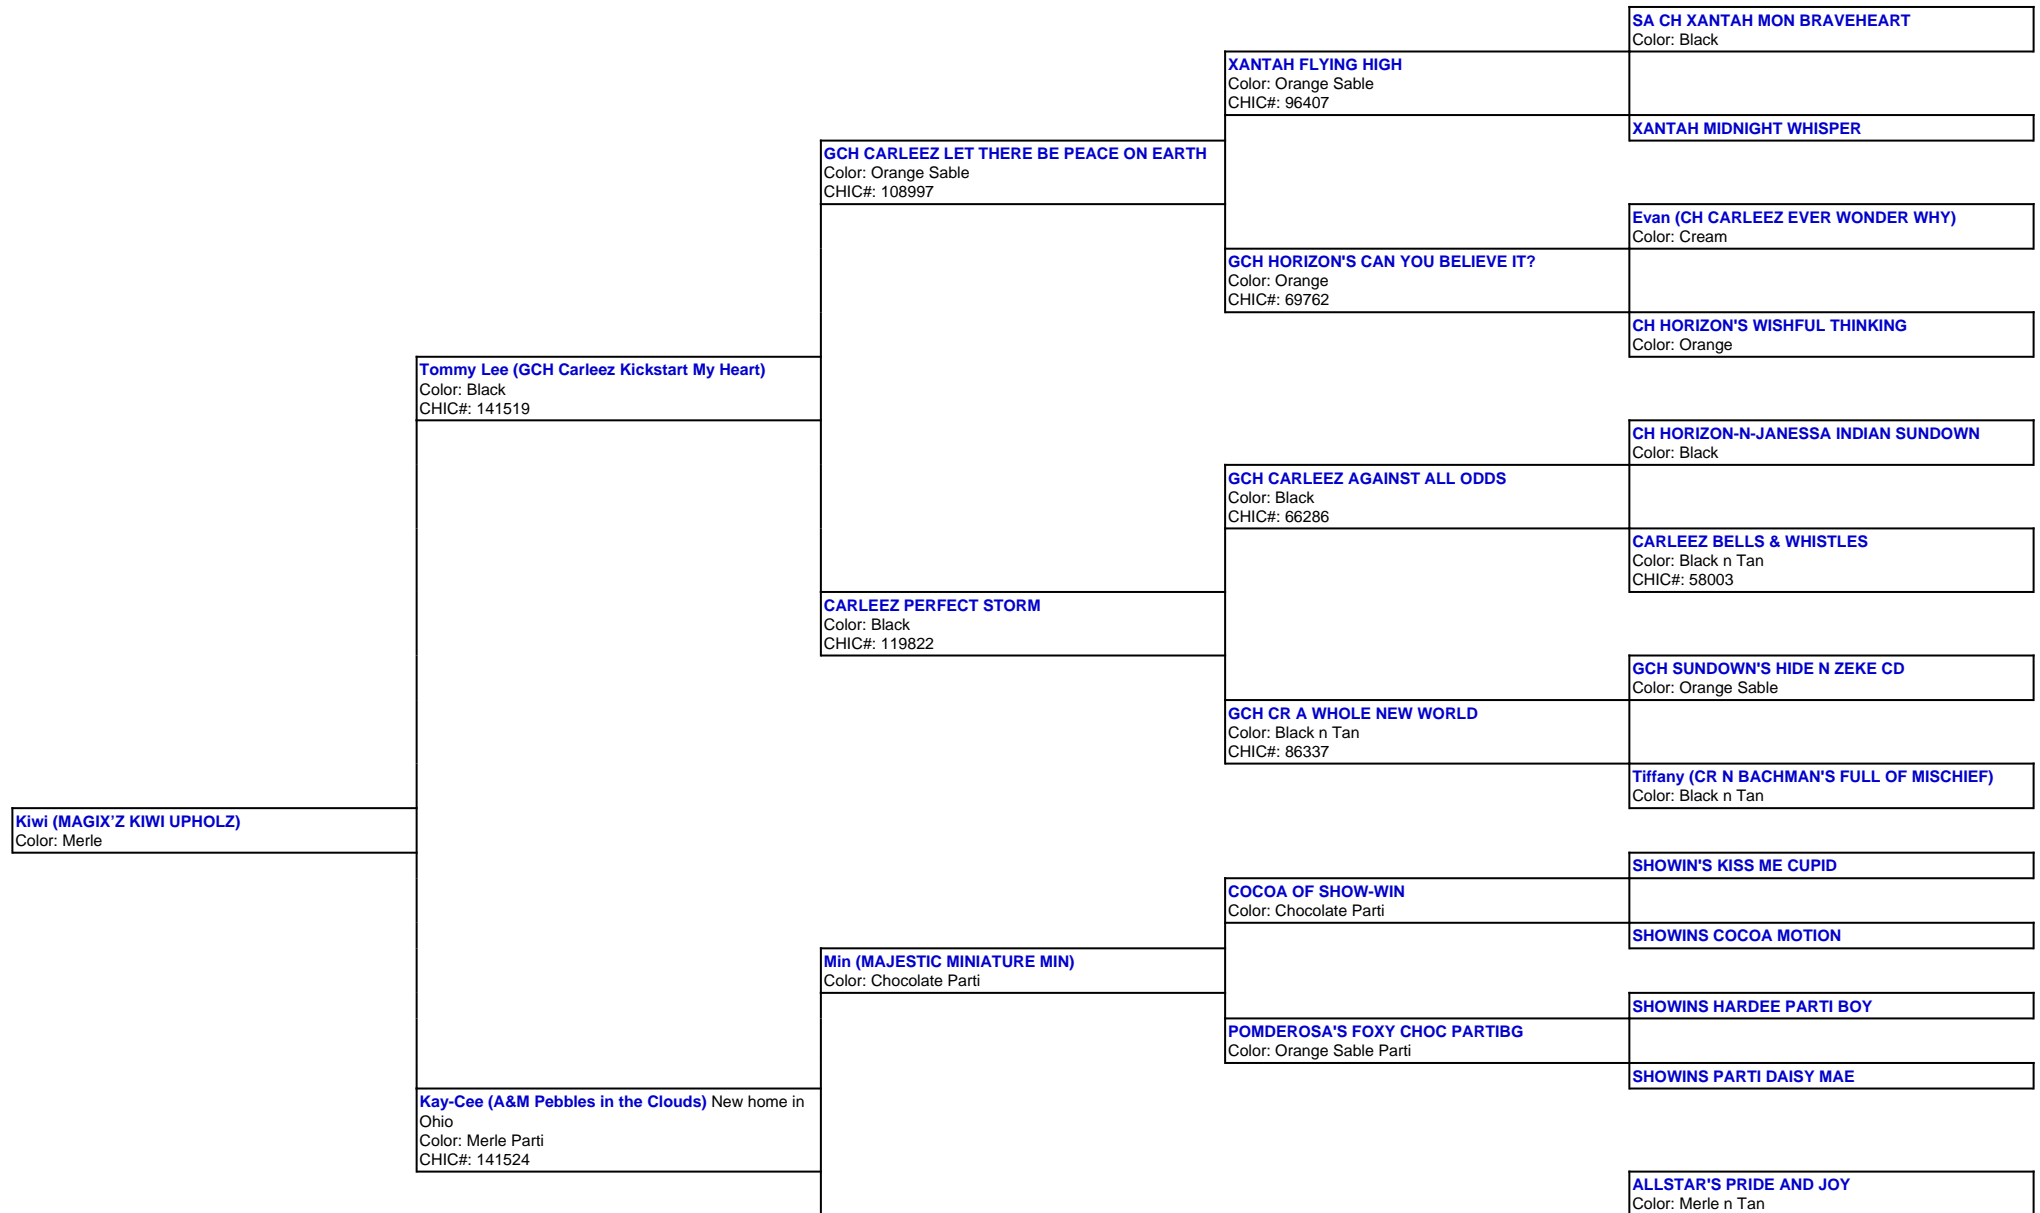 SA CH XANTAH MON BRAVEHEART
Color: Black
XANTAH FLYING HIGH
Color: Orange Sable
CHIC#: 96407
XANTAH MIDNIGHT WHISPER
GCH CARLEEZ LET THERE BE PEACE ON EARTH
Color: Orange Sable
CHIC#: 108997
Evan (CH CARLEEZ EVER WONDER WHY)
Color: Cream
GCH HORIZON'S CAN YOU BELIEVE IT?
Color: Orange
CHIC#: 69762
CH HORIZON'S WISHFUL THINKING
Color: Orange
Tommy Lee (GCH Carleez Kickstart My Heart)
Color: Black
CHIC#: 141519
CH HORIZON-N-JANESSA INDIAN SUNDOWN
Color: Black
GCH CARLEEZ AGAINST ALL ODDS
Color: Black
CHIC#: 66286
CARLEEZ BELLS & WHISTLES
Color: Black n Tan
CHIC#: 58003
CARLEEZ PERFECT STORM
Color: Black
CHIC#: 119822
GCH SUNDOWN'S HIDE N ZEKE CD
Color: Orange Sable
GCH CR A WHOLE NEW WORLD
Color: Black n Tan
CHIC#: 86337
Tiffany (CR N BACHMAN'S FULL OF MISCHIEF)
Color: Black n Tan
Kiwi (MAGIX’Z KIWI UPHOLZ)
Color: Merle
SHOWIN'S KISS ME CUPID
COCOA OF SHOW-WIN
Color: Chocolate Parti
SHOWINS COCOA MOTION
Min (MAJESTIC MINIATURE MIN)
Color: Chocolate Parti
SHOWINS HARDEE PARTI BOY
POMDEROSA'S FOXY CHOC PARTIBG
Color: Orange Sable Parti
SHOWINS PARTI DAISY MAE
Kay-Cee (A&M Pebbles in the Clouds) New home in
Ohio
Color: Merle Parti
CHIC#: 141524
ALLSTAR'S PRIDE AND JOY
Color: Merle n Tan